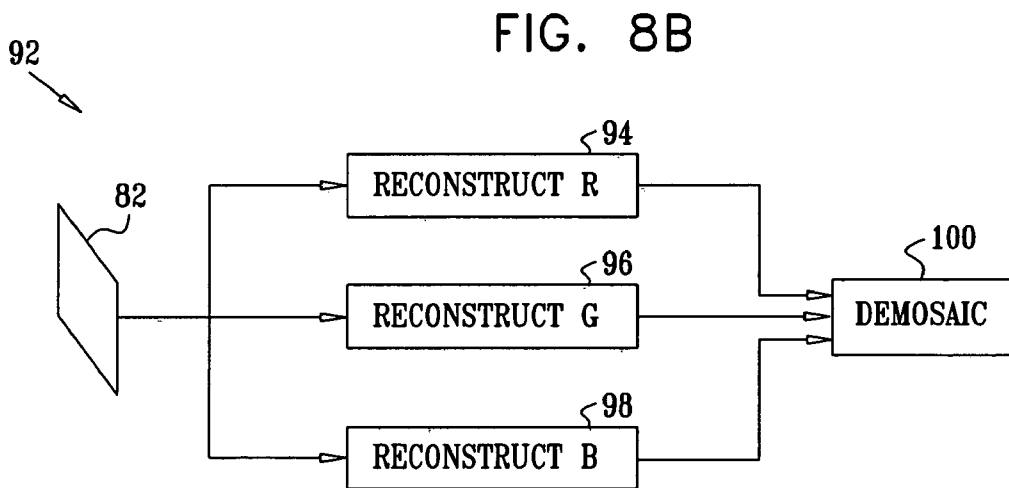 FIG. 8B
92
94
RECONSTRUCT R
82
96
RECONSTRUCT G
100
DEMOSAIC
98
RECONSTRUCT B